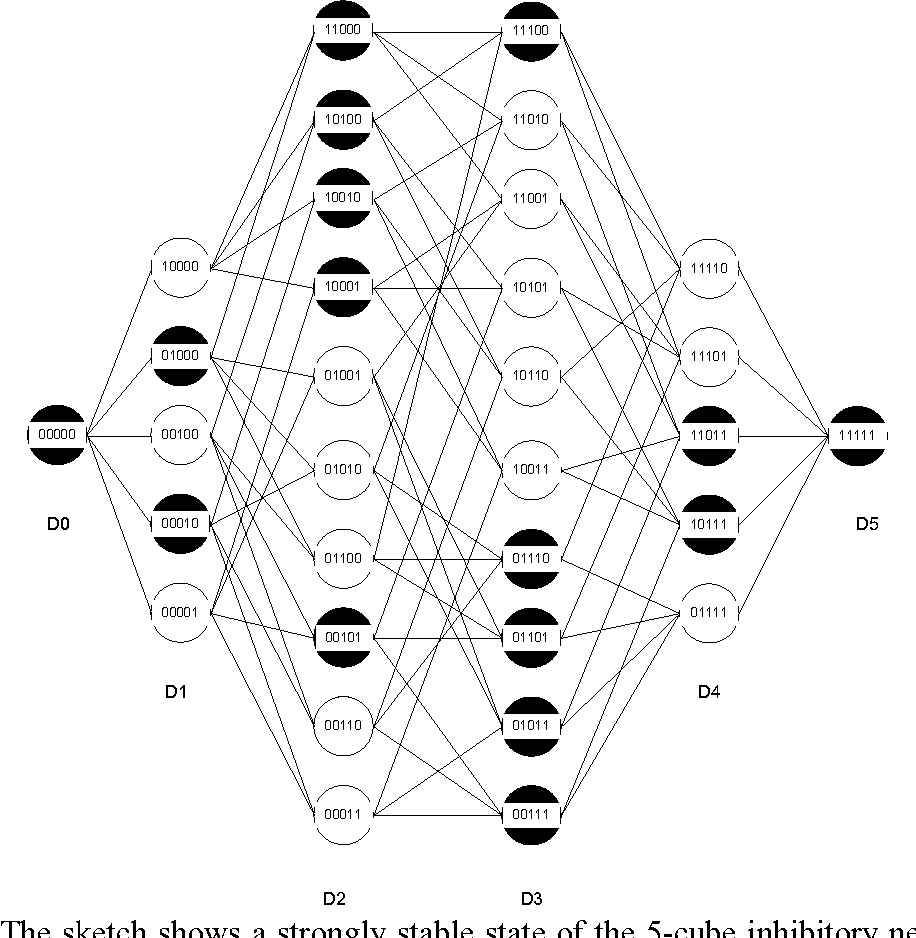 11000 11100
10100 11010
10010 11001
10000 11110
10001 10101
01000 11101
01001 10110
00000 00100 11011 11111
01010 10011
D0 00010 10111 D5
01100 01110
00001 01111
00101 01101
D1 D4
00110 01011
00011 00111
D2 D3
The sketch shows a strongly stable state of the 5-cube inhibitory ne